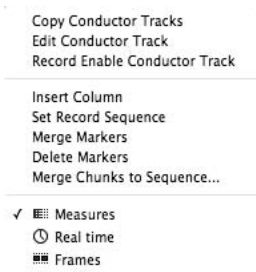 Copy Conductor Tracks
Edit Conductor Track
Record Enable Conductor Track
Insert Column
Set Record Sequence
Merge Markers
Delete Markers
Merge Chunks to Sequence...
✓ Measures
Real time
Frames